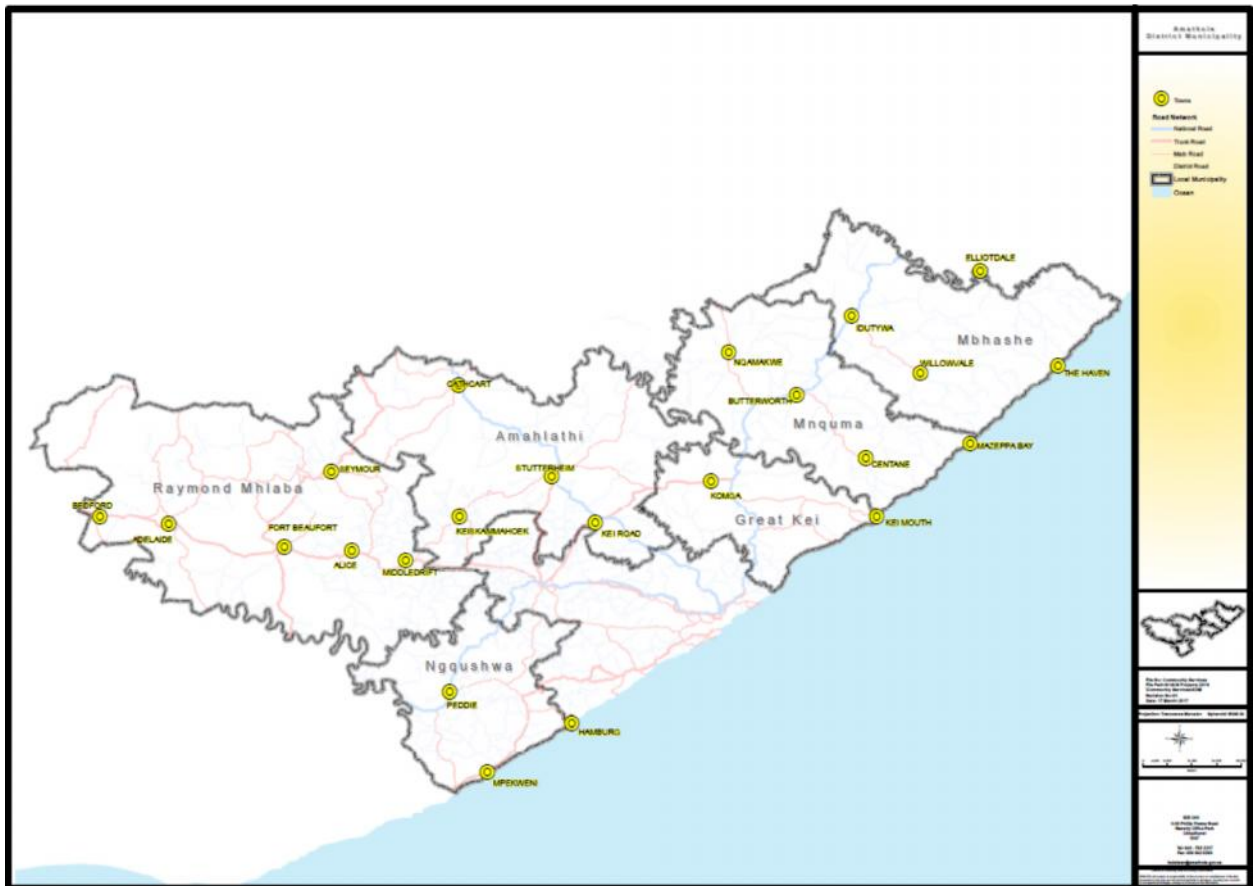 Amathole
District Municipality
Towns
Road Network
National Road
Trunk Road
Main Road
District Road
Local Municipality
Ocean
ELLIOTDALE
IDUTYWA
Mbhashe
NQAMAKWE
WILLOWVALE
THE HAVEN
CATHCART
BUTTERWORTH
Mnquma
Amahlathi
MAZEPPA BAY
CENTANE
SEYMOUR
STUTTERHEIM
KOMGA
Raymond Mhlaba
BEDFORD
ADELAIDE
FORT BEAUFORT
KEISKAMMAHOEK
KEI ROAD
Great Kei
KEI MOUTH
ALICE
MIDDLEDRIFT
Ngqushwa
PEDDIE
HAMBURG
MPEKWENI